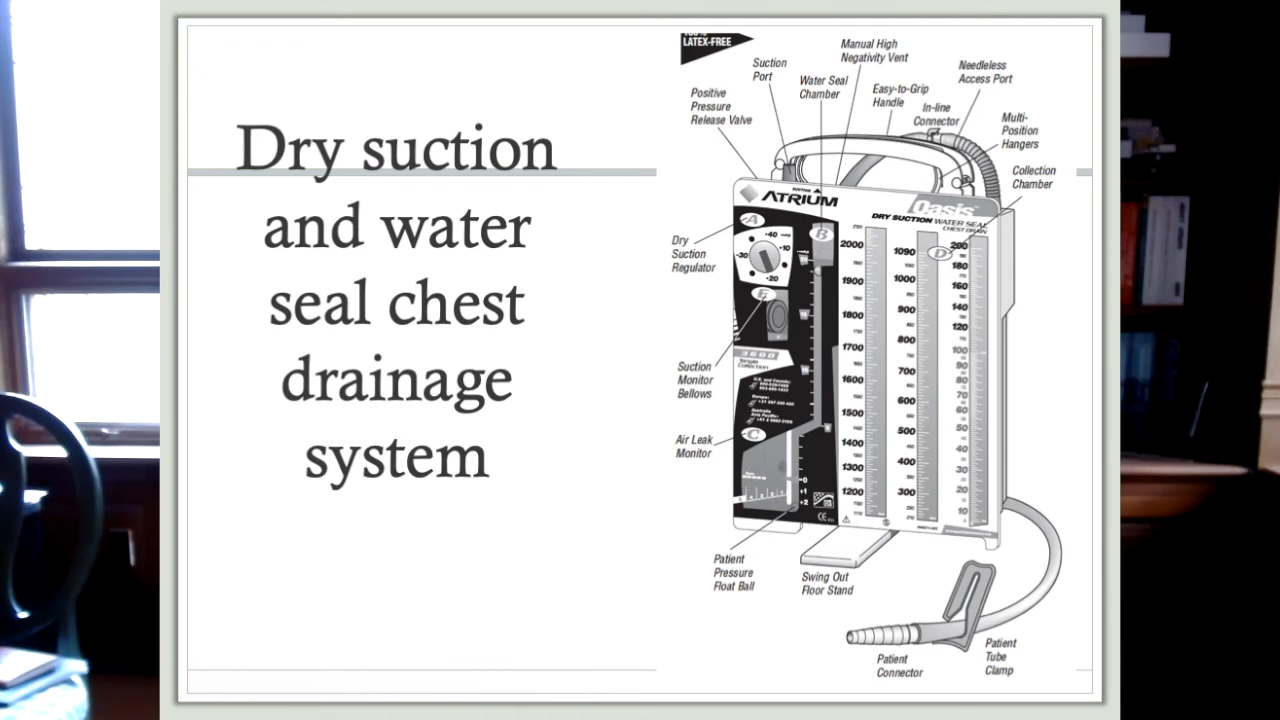 Dry suction
and water
seal chest
drainage
system
LATEX-FREE
Manual High
Negativity Vent
Suction
Port
Needleless
Access Port
Water Seal
Chamber
Positive
Pressure
Release Valve
Easy-to-Grip
Handle
In-line
Connector
Multi-
Position
Hangers
Collection
Chamber
ATRIUM
Oasis
DRY SUCTION WATER SEAL
CHEST DRAIN
A
B
D
Dry
Suction
Regulator
-40
-10
-30
-20
E
Suction
Monitor
Bellows
3600
Single
Collection
Air Leak
Monitor
C
0
+1
+2
2000
1900
1800
1700
1600
1500
1400
1300
1200
1090
1000
900
800
700
600
500
400
300
200
180
160
140
120
100
90
80
70
60
50
40
30
20
10
Patient
Pressure
Float Ball
Swing Out
Floor Stand
Patient
Connector
Patient
Tube
Clamp